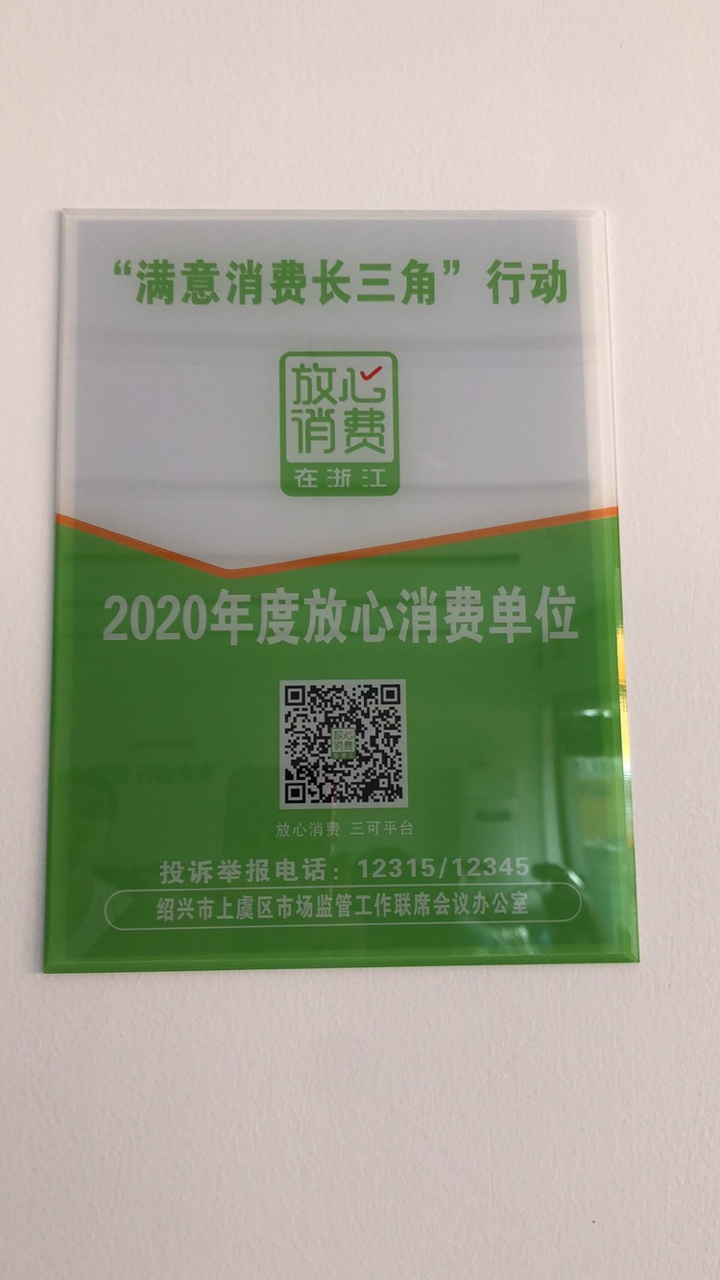 “满意消费长三角”行动
放心
消费
在浙江
2020年度放心消费单位
放心消费 三可平台
投诉举报电话：12315/12345
绍兴市上虞区市场监管工作联席会议办公室